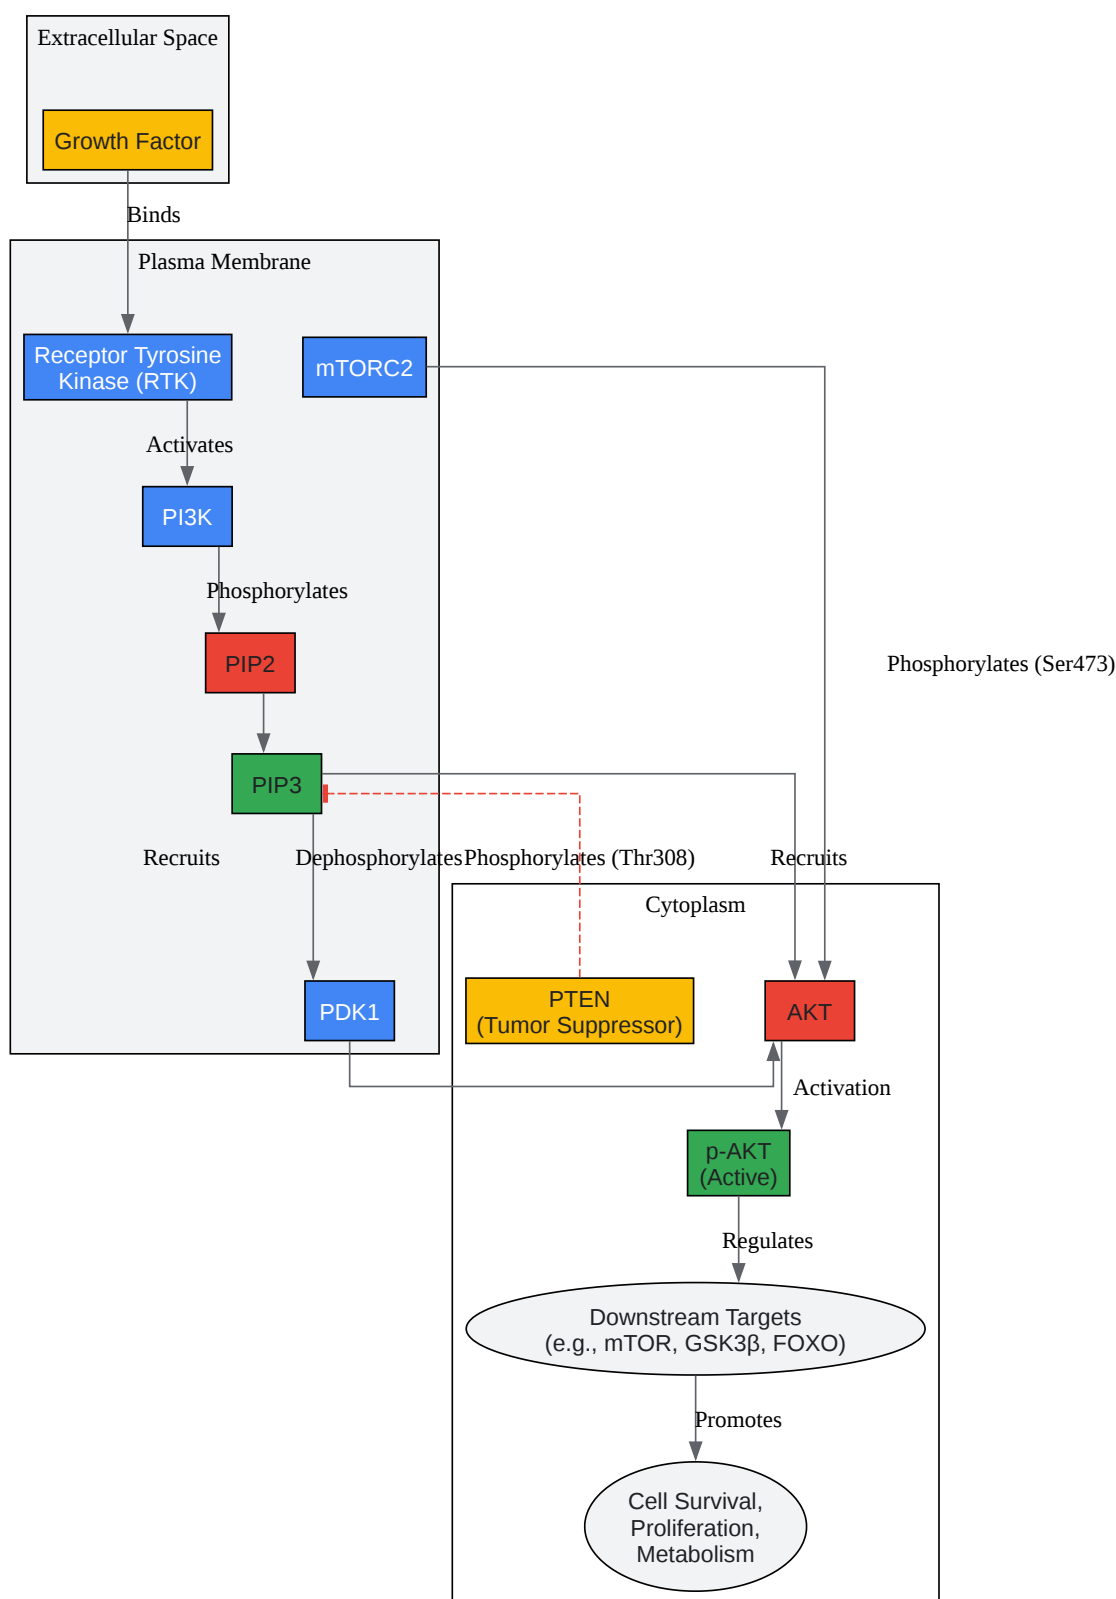 Extracellular Space
Growth Factor
Binds
Plasma Membrane
Receptor Tyrosine
Kinase (RTK)
mTORC2
Activates
PI3K
Phosphorylates
PIP2
Phosphorylates (Ser473)
PIP3
Recruits
Dephosphorylates
Phosphorylates (Thr308)
Recruits
Cytoplasm
PDK1
PTEN
(Tumor Suppressor)
AKT
Activation
p-AKT
(Active)
Regulates
Downstream Targets
(e.g., mTOR, GSK3β, FOXO)
Promotes
Cell Survival,
Proliferation,
Metabolism